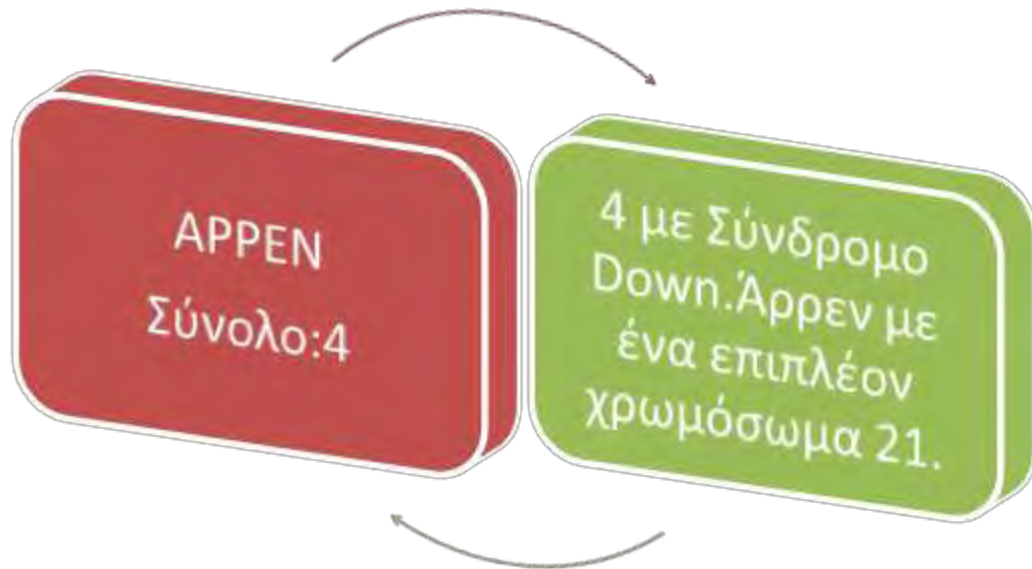 ΑΡΡΕΝ
Σύνολο:4
4 με Σύνδρομο
Down.Άρρεν με
ένα επιπλέον
χρωμόσωμα 21.